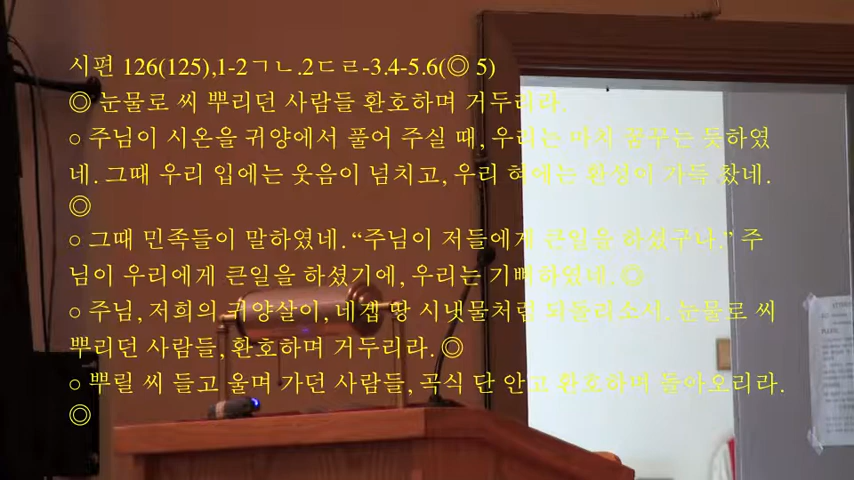 시편 126(125),1-2ㄱㄴ.2ㄷㄹ-3.4-5.6(◎ 5)
◎ 눈물로 씨 뿌리던 사람들 환호하며 거두리라.
○ 주님이 시온을 귀양에서 풀어 주실 때, 우리는 마치 꿈꾸는 듯하였
네. 그때 우리 입에는 웃음이 넘치고, 우리 혀에는 환성이 가득 찼네.
◎
○ 그때 민족들이 말하였네. “주님이 저들에게 큰일을 하셨구나.” 주
님이 우리에게 큰일을 하셨기에, 우리는 기뻐하였네. ◎
○ 주님, 저희의 귀양살이, 네겝 땅 시냇물처럼 되돌리소서. 눈물로 씨
뿌리던 사람들, 환호하며 거두리라. ◎
○ 뿌릴 씨 들고 울며 가던 사람들, 곡식 단 안고 환호하며 돌아오리라.
◎